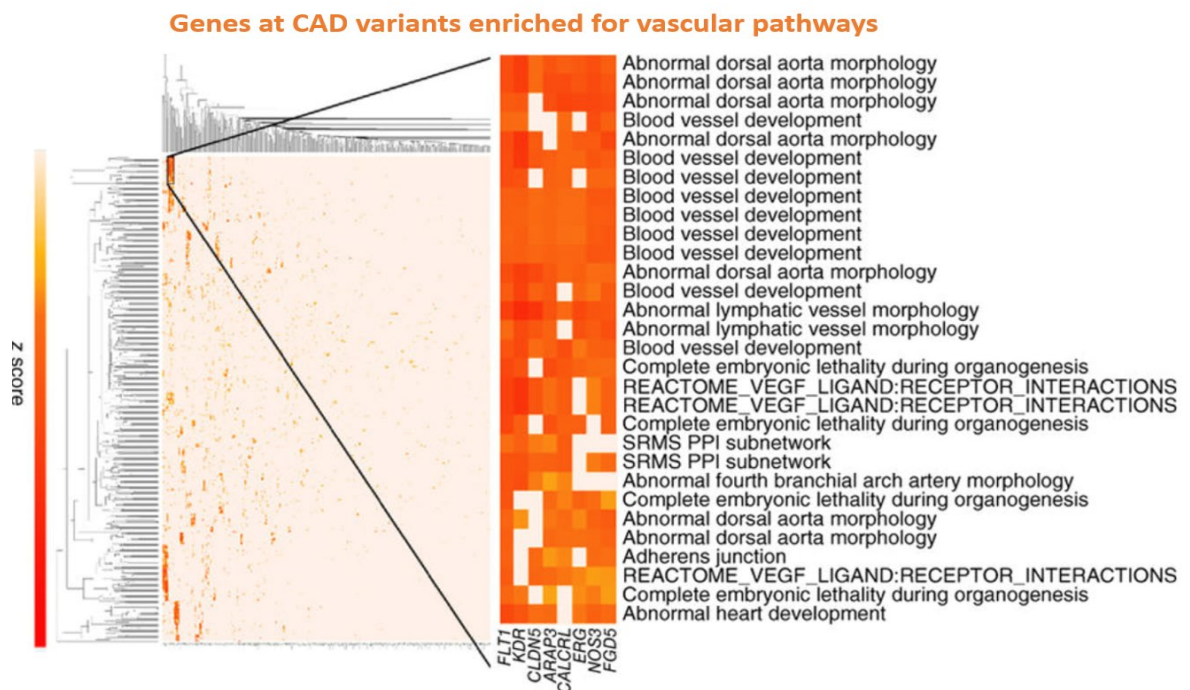 Genes at CAD variants enriched for vascular pathways
z score
Abnormal dorsal aorta morphology
Abnormal dorsal aorta morphology
Abnormal dorsal aorta morphology
Blood vessel development
Abnormal dorsal aorta morphology
Blood vessel development
Blood vessel development
Blood vessel development
Blood vessel development
Blood vessel development
Blood vessel development
Abnormal dorsal aorta morphology
Blood vessel development
Abnormal lymphatic vessel morphology
Abnormal lymphatic vessel morphology
Blood vessel development
Complete embryonic lethality during organogenesis
REACTOME_VEGF_LIGAND:RECEPTOR_INTERACTIONS
REACTOME_VEGF_LIGAND:RECEPTOR_INTERACTIONS
Complete embryonic lethality during organogenesis
SRMS PPI subnetwork
SRMS PPI subnetwork
Abnormal fourth branchial arch artery morphology
Complete embryonic lethality during organogenesis
Abnormal dorsal aorta morphology
Abnormal dorsal aorta morphology
Adherens junction
REACTOME_VEGF_LIGAND:RECEPTOR_INTERACTIONS
Complete embryonic lethality during organogenesis
Abnormal heart development
FLT1
KDR
CLDN5
ARAP3
CALCRL
ERG
NOS3
FGD5